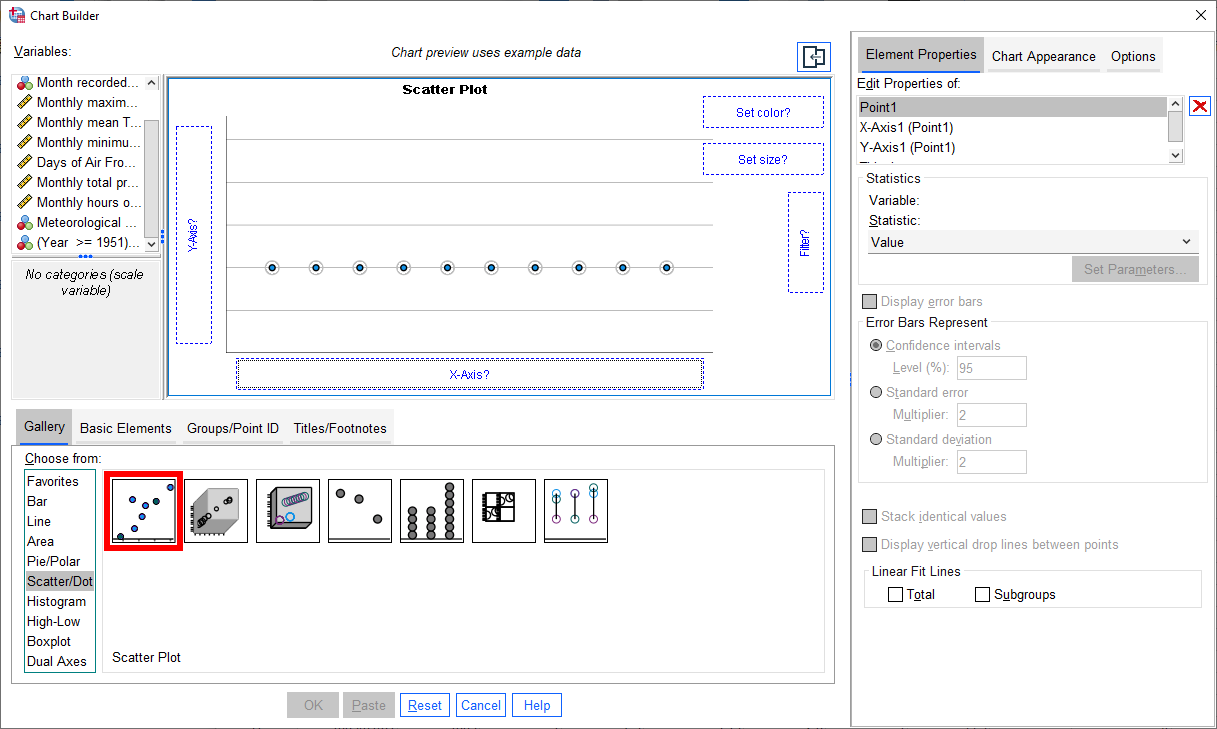 Chart Builder
Variables:
Chart preview uses example data
Month recorded...
Monthly maxim...
Monthly mean T...
Monthly minimu...
Days of Air Fro...
Monthly total pr...
Monthly hours o...
Meteorological ...
(Year >= 1951)...
No categories (scale
variable)
Scatter Plot
Set color?
Set size?
Y-Axis?
Filter?
X-Axis?
Gallery
Basic Elements
Groups/Point ID
Titles/Footnotes
Choose from:
Favorites
Bar
Line
Area
Pie/Polar
Scatter/Dot
Histogram
High-Low
Boxplot
Dual Axes
Scatter Plot
OK
Paste
Reset
Cancel
Help
Element Properties
Chart Appearance
Options
Edit Properties of:
Point1
X-Axis1 (Point1)
Y-Axis1 (Point1)
Statistics
Variable:
Statistic:
Value
Set Parameters...
Display error bars
Error Bars Represent
Confidence intervals
Level (%): 95
Standard error
Multiplier: 2
Standard deviation
Multiplier: 2
Stack identical values
Display vertical drop lines between points
Linear Fit Lines
Total
Subgroups